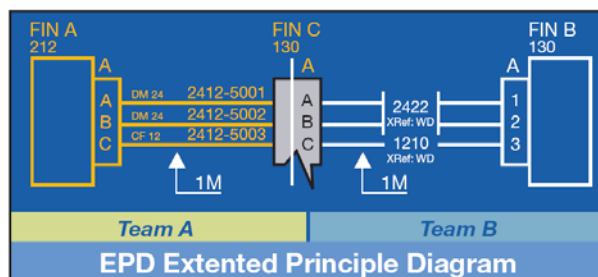 FIN A
212
FIN C
130
FIN B
130
A
A
A
A
DM 24
2412-5001
A
2422
XRef: WD
1
B
DM 24
2412-5002
B
2
C
CF 12
2412-5003
C
1210
XRef: WD
3
1M
1M
Team A
Team B
EPD Extented Principle Diagram